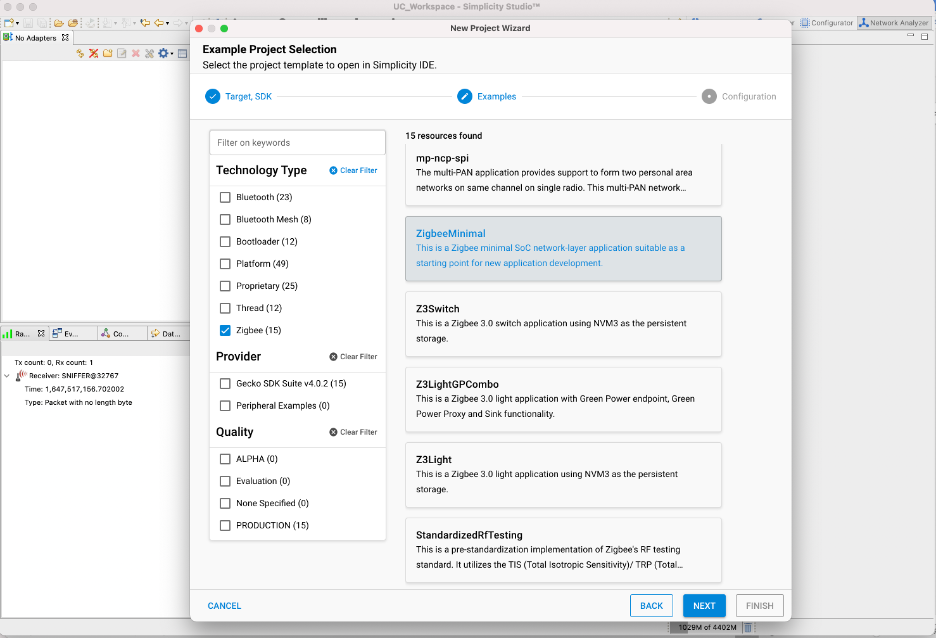 UC_Workspace - Simplicity Studio™
Configurator
Network Analyzer
No Adapters
New Project Wizard
Example Project Selection
Select the project template to open in Simplicity IDE.
Target, SDK
Examples
Configuration
Filter on keywords
Technology Type
Clear Filter
Bluetooth (23)
Bluetooth Mesh (8)
Bootloader (12)
Platform (49)
Proprietary (25)
Thread (12)
Zigbee (15)
Provider
Clear Filter
Gecko SDK Suite v4.0.2 (15)
Peripheral Examples (0)
Quality
Clear Filter
ALPHA (0)
Evaluation (0)
None Specified (0)
PRODUCTION (15)
15 resources found
mp-ncp-spi
The multi-PAN application provides support to form two personal area
networks on same channel on single radio. This multi-PAN network...
ZigbeeMinimal
This is a Zigbee minimal SoC network-layer application suitable as a
starting point for new application development.
Z3Switch
This is a Zigbee 3.0 switch application using NVM3 as the persistent
storage.
Z3LightGPCombo
This is a Zigbee 3.0 light application with Green Power endpoint, Green
Power Proxy and Sink functionality.
Z3Light
This is a Zigbee 3.0 light application using NVM3 as the persistent
storage.
StandardizedRfTesting
This is a pre-standardization implementation of Zigbee's RF testing
standard. It utilizes the TIS (Total Isotropic Sensitivity)/ TRP (Total...
CANCEL
BACK
NEXT
FINISH
Ra...
Ev...
Co...
Dat...
Tx count: 0, Rx count: 1
Receiver: SNIFFER@32767
Time: 1,647,517,156.702002
Type: Packet with no length byte
1029M of 4402M